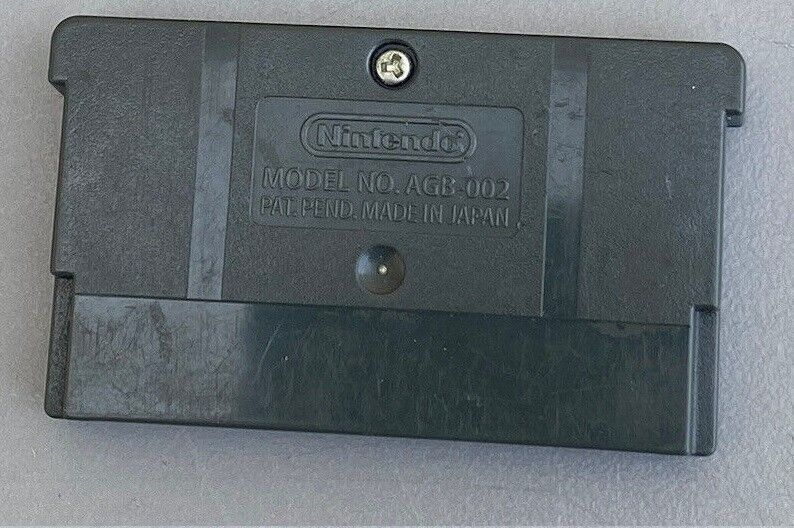 Nintendo
MODEL NO. AGB-002
PAT. PEND. MADE IN JAPAN